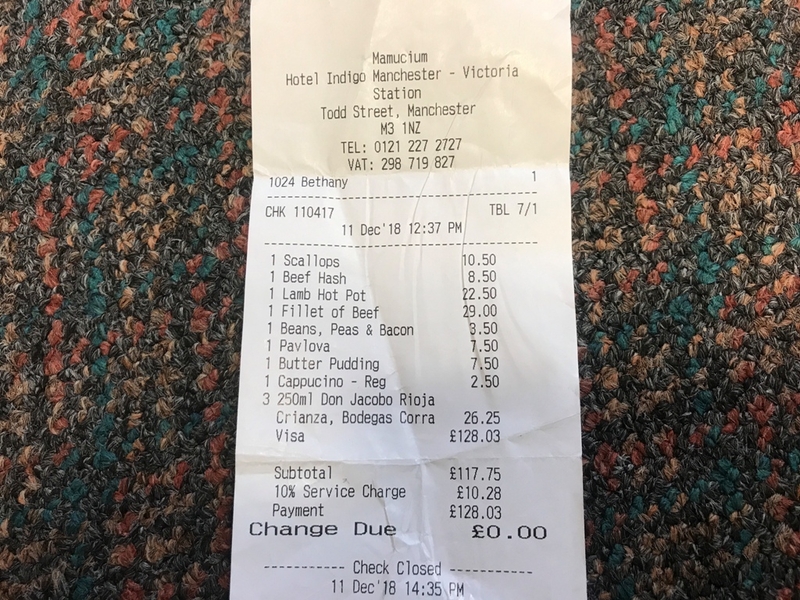 Mamucium
Hotel Indigo Manchester - Victoria
Station
Todd Street, Manchester
M3 1NZ
TEL: 0121 227 2727
VAT: 298 719 827
1024 Bethany 1
CHK 110417 TBL 7/1
11 Dec'18 12:37 PM
1 Scallops 10.50
1 Beef Hash 8.50
1 Lamb Hot Pot 22.50
1 Fillet of Beef 29.00
1 Beans, Peas & Bacon 3.50
1 Pavlova 7.50
1 Butter Pudding 7.50
1 Cappucino - Reg 2.50
3 250ml Don Jacobo Rioja
Crianza, Bodegas Corra 26.25
Visa £128.03
Subtotal £117.75
10% Service Charge £10.28
Payment £128.03
Change Due £0.00
----------- Check Closed -----------
11 Dec'18 14:35 PM